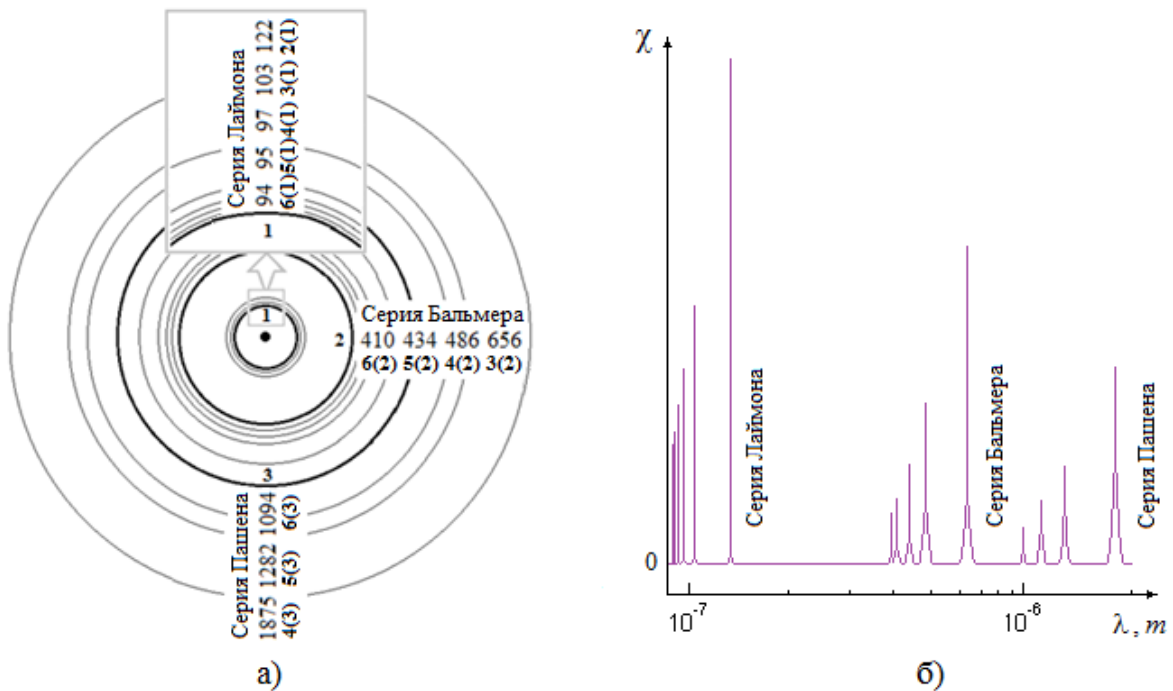 Серия Лаймона
94 95 97 103 122
6(1) 5(1) 4(1) 3(1) 2(1)
1
1
2
Серия Бальмера
410 434 486 656
6(2) 5(2) 4(2) 3(2)
3
Серия Пашена
1875 1282 1094
4(3) 5(3) 6(3)
а)
χ
0
Серия Лаймона
Серия Бальмера
Серия Пашена
10⁻⁷
10⁻⁶
λ, m
б)